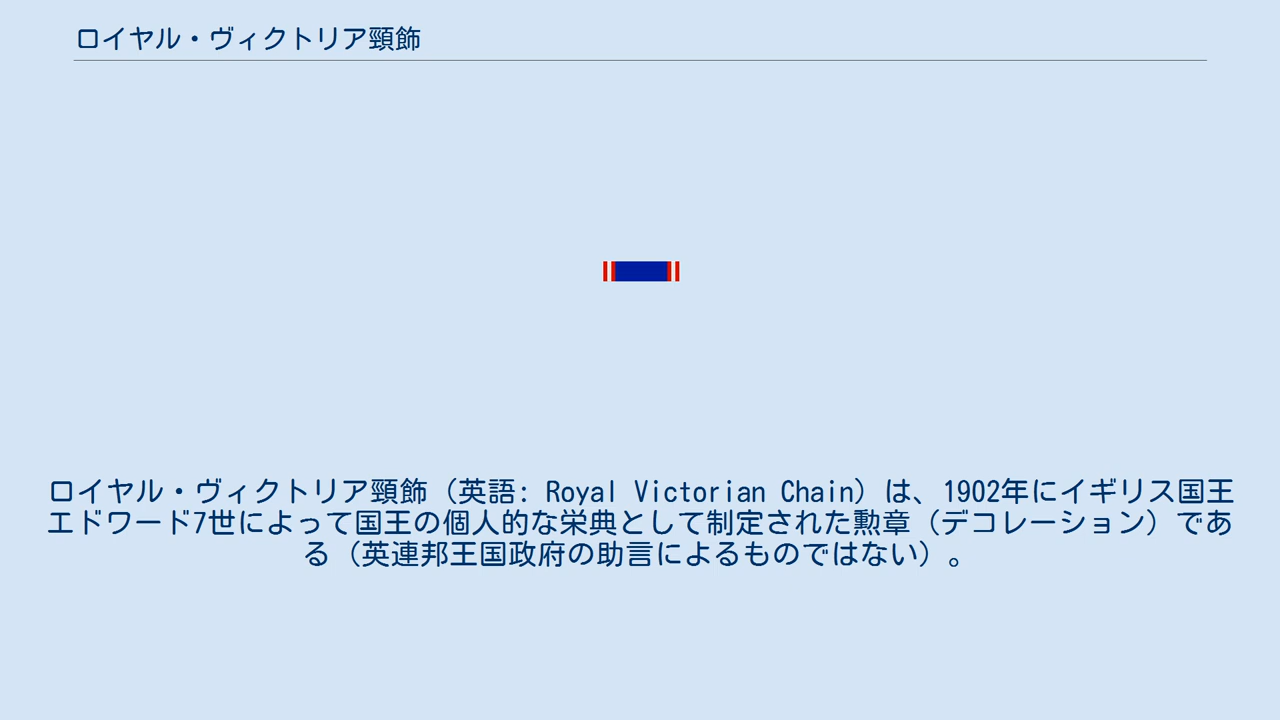 ロイヤル・ヴィクトリア頸飾
ロイヤル・ヴィクトリア頸飾（英語: Royal Victorian Chain）は、1902年にイギリス国王
エドワード7世によって国王の個人的な栄典として制定された勲章（デコレーション）であ
る（英連邦王国政府の助言によるものではない）。